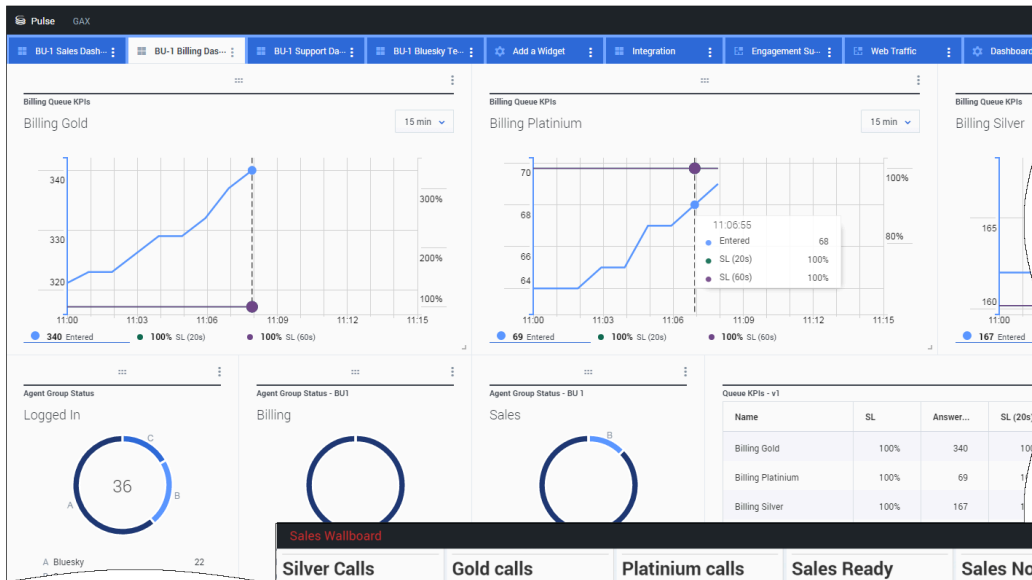 Pulse GAX
BU-1 Sales Dash··· BU-1 Billing Das··· BU-1 Support Da··· BU-1 Bluesky Te··· Add a Widget Integration Engagement Su··· Web Traffic Dashboard
Billing Queue KPIs
Billing Gold
15 min
340
330
320
300%
200%
100%
11:00 11:03 11:06 11:09 11:12 11:15
340 Entered 100% SL (20s) 100% SL (60s)
Billing Queue KPIs
Billing Platinium
15 min
70
68
66
64
100%
80%
11:06:55
Entered 68
SL (20s) 100%
SL (60s) 100%
11:00 11:03 11:06 11:09 11:12 11:15
69 Entered 100% SL (20s) 100% SL (60s)
Billing Queue KPIs
Billing Silver
165
160
11:00
167 Entered
Agent Group Status
Logged In
C
B
A
36
A Bluesky 22
Agent Group Status - BU1
Billing
Agent Group Status - BU 1
Sales
B
Queue KPIs - v1
Name SL Answer... SL (20s
Billing Gold 100% 340
Billing Platinium 100% 69
Billing Silver 100% 167
Sales Wallboard
Silver Calls Gold calls Platinium calls Sales Ready Sales No